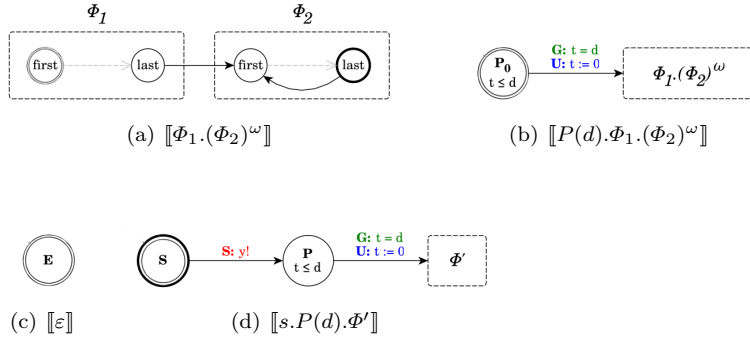 Φ₁ Φ₂
first last first last
(a) ⟦Φ₁.(Φ₂)^ω⟧
P₀
t ≤ d
G: t = d
U: t := 0
Φ₁.(Φ₂)^ω
(b) ⟦P(d).Φ₁.(Φ₂)^ω⟧
E
(c) ⟦ε⟧
S
S: y!
P
t ≤ d
G: t = d
U: t := 0
Φ'
(d) ⟦s.P(d).Φ'⟧